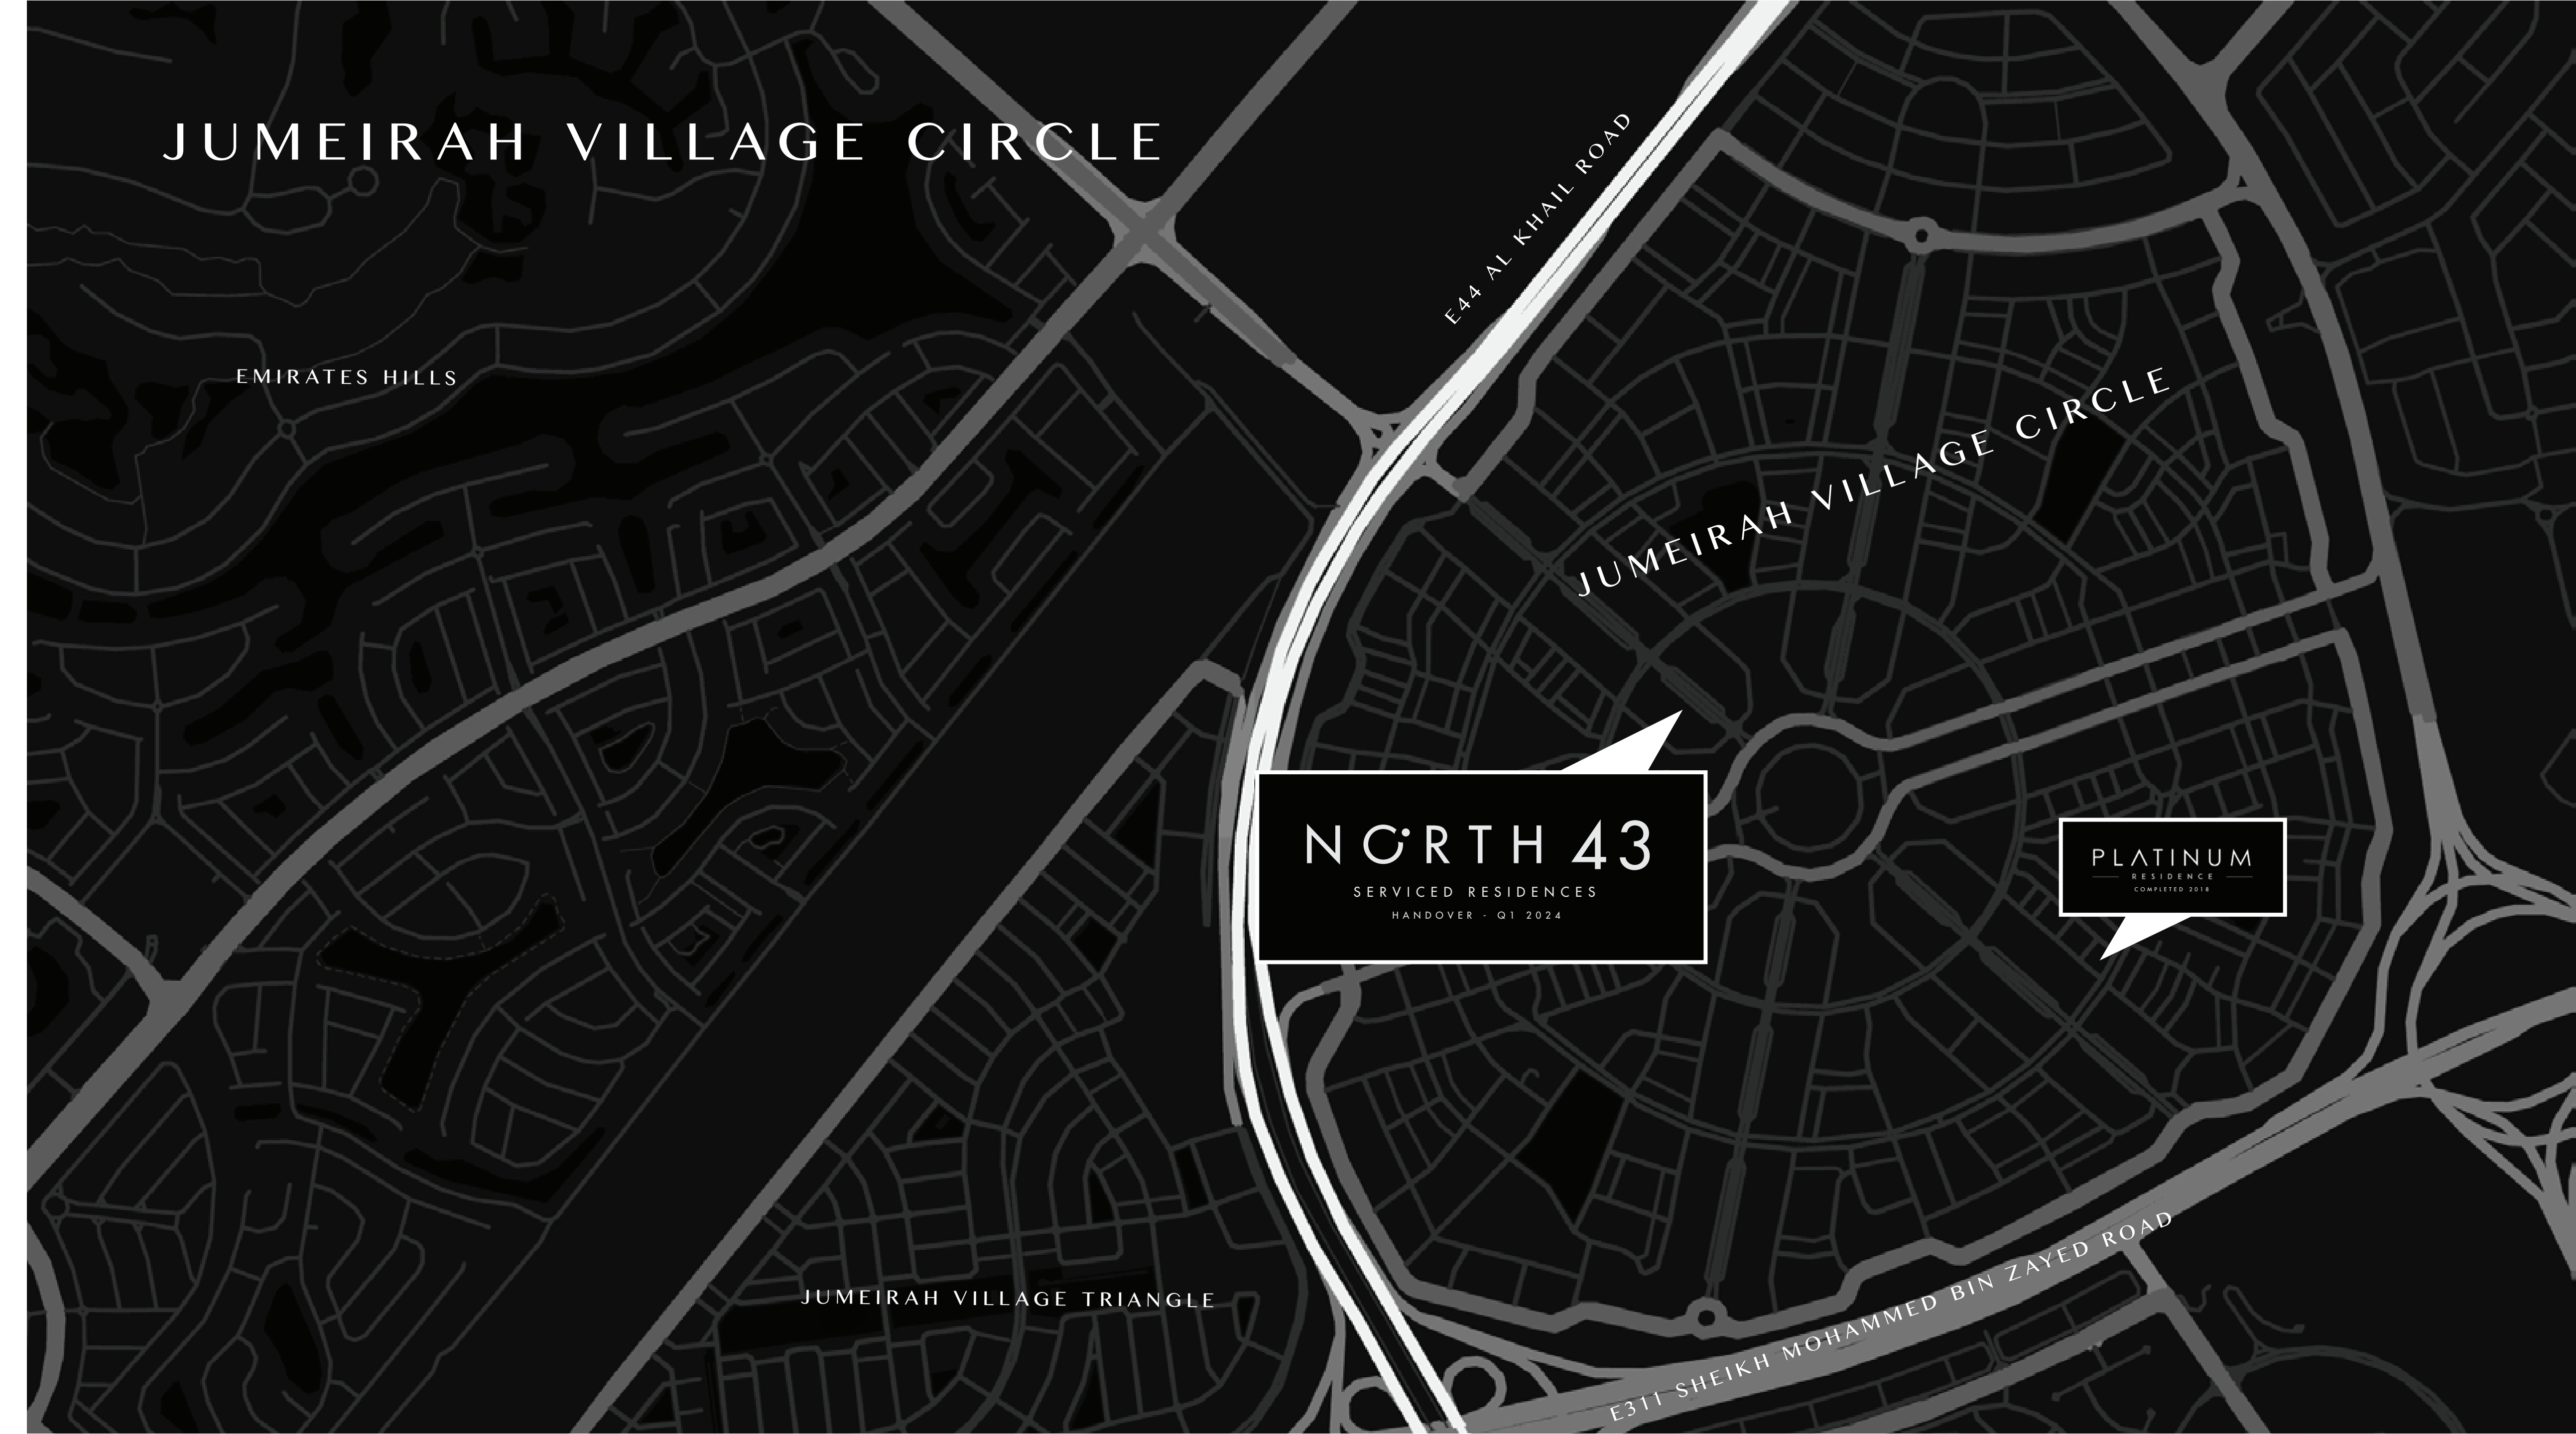 JUMEIRAH VILLAGE CIRCLE
E44 AL KHAIL ROAD
EMIRATES HILLS
JUMEIRAH VILLAGE CIRCLE
NORTH 43
SERVICED RESIDENCES
HANDOVER - Q1 2024
PLATINUM
RESIDENCE
COMPLETED 2018
JUMEIRAH VILLAGE TRIANGLE
E311 SHEIKH MOHAMMED BIN ZAYED ROAD